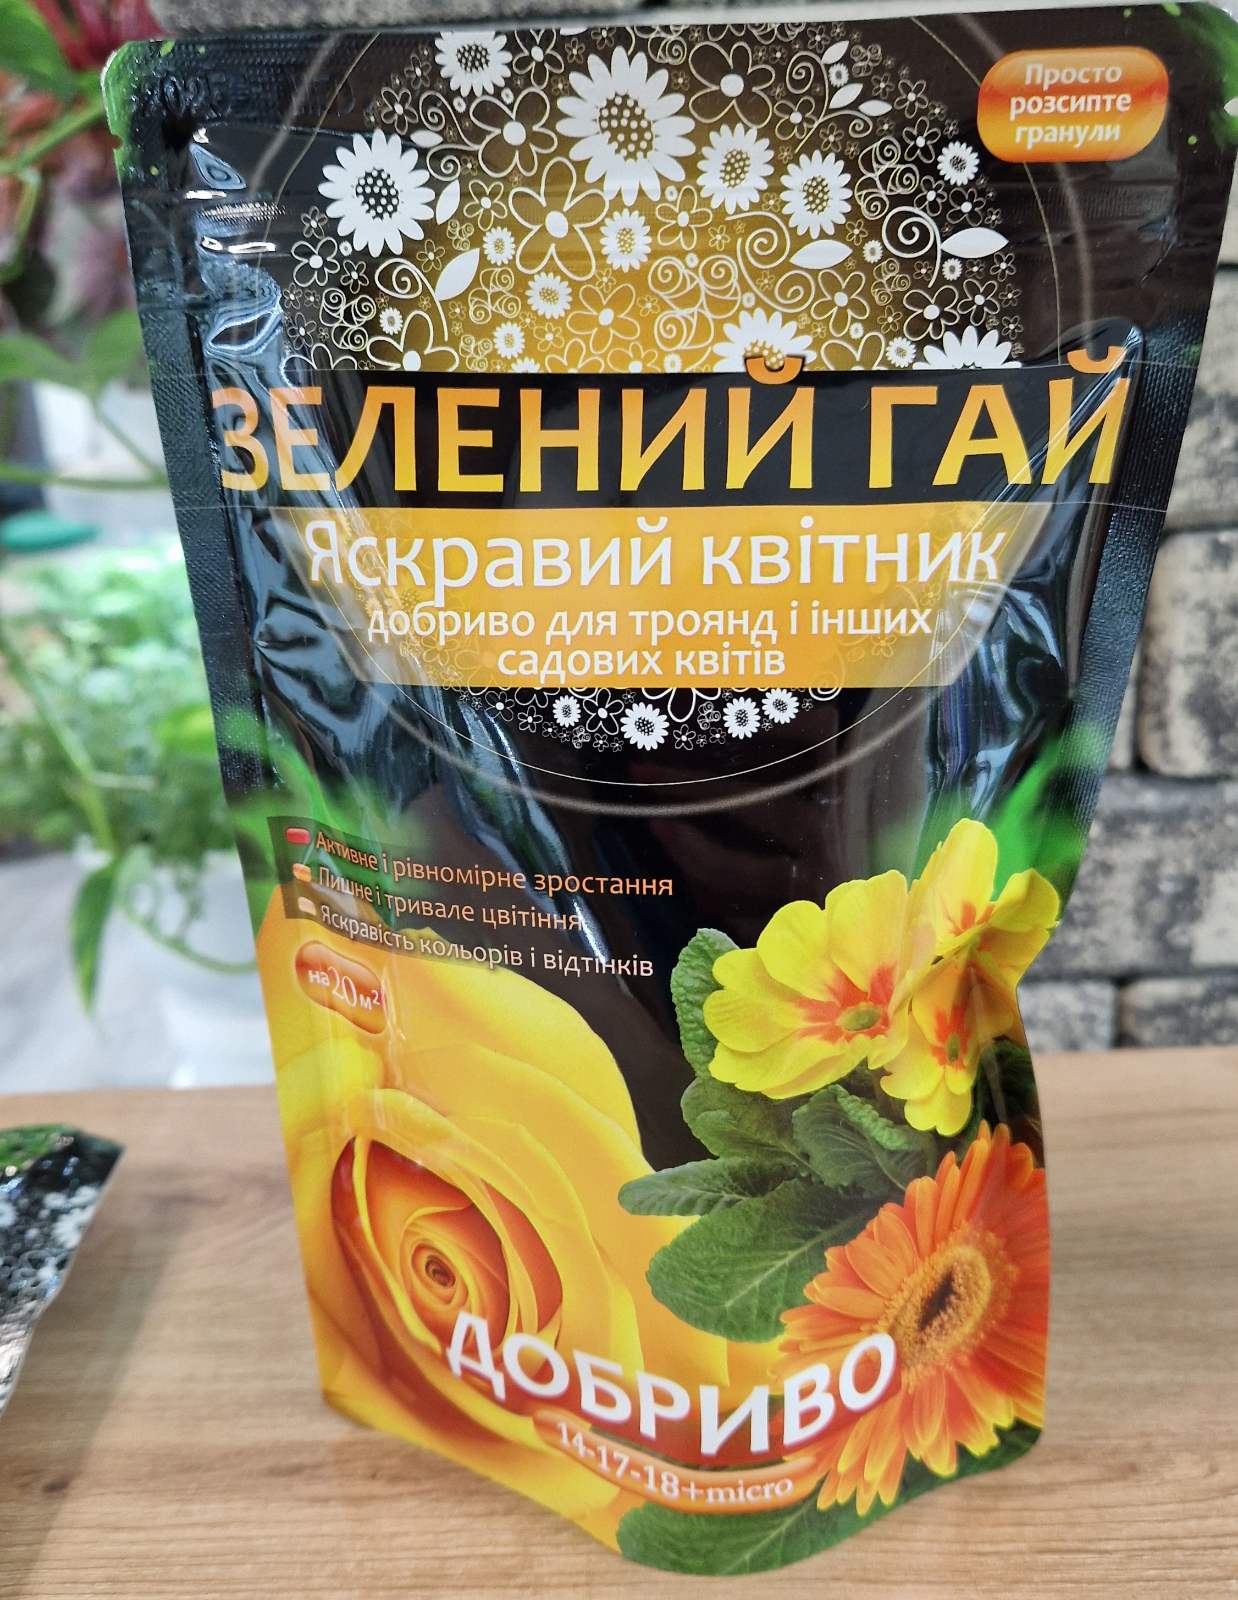 Просто
розсипте
гранули
ЗЕЛЕНИЙ ГАЙ
Яскравий квітник
добриво для троянд і інших
садових квітів
Активне і рівномірне зростання
Пишне і тривале цвітіння
Яскравість кольорів і відтінків
на 20 м²
ДОБРИВО
14-17-18+micro